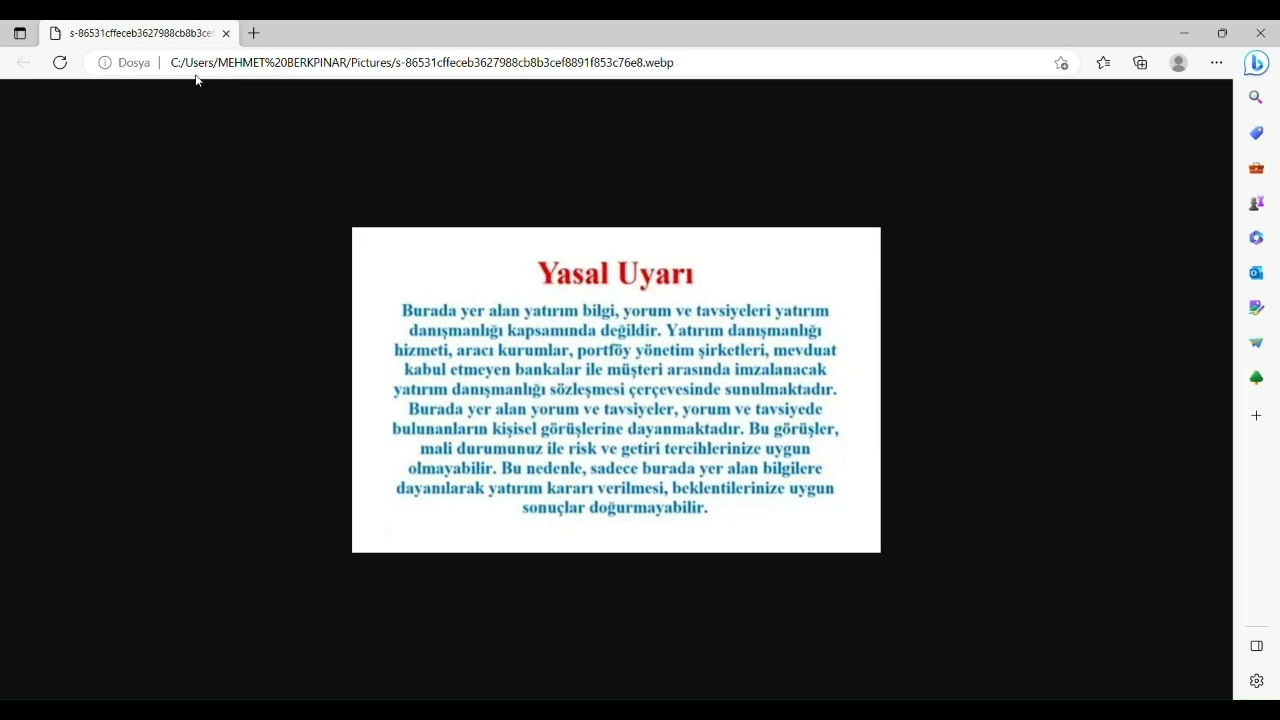 s-86531cffeceb3627988cb8b3cef
Dosya
C:/Users/MEHMET%20BERKPINAR/Pictures/s-86531cffeceb3627988cb8b3cef8891f853c76e8.webp
Yasal Uyarı
Burada yer alan yatırım bilgi, yorum ve tavsiyeleri yatırım
danışmanlığı kapsamında değildir. Yatırım danışmanlığı
hizmeti, aracı kurumlar, portföy yönetim şirketleri, mevduat
kabul etmeyen bankalar ile müşteri arasında imzalanacak
yatırım danışmanlığı sözleşmesi çerçevesinde sunulmaktadır.
Burada yer alan yorum ve tavsiyeler, yorum ve tavsiyede
bulunanların kişisel görüşlerine dayanmaktadır. Bu görüşler,
mali durumunuz ile risk ve getiri tercihlerinize uygun
olmayabilir. Bu nedenle, sadece burada yer alan bilgilere
dayanılarak yatırım kararı verilmesi, beklentilerinize uygun
sonuçlar doğurmayabilir.